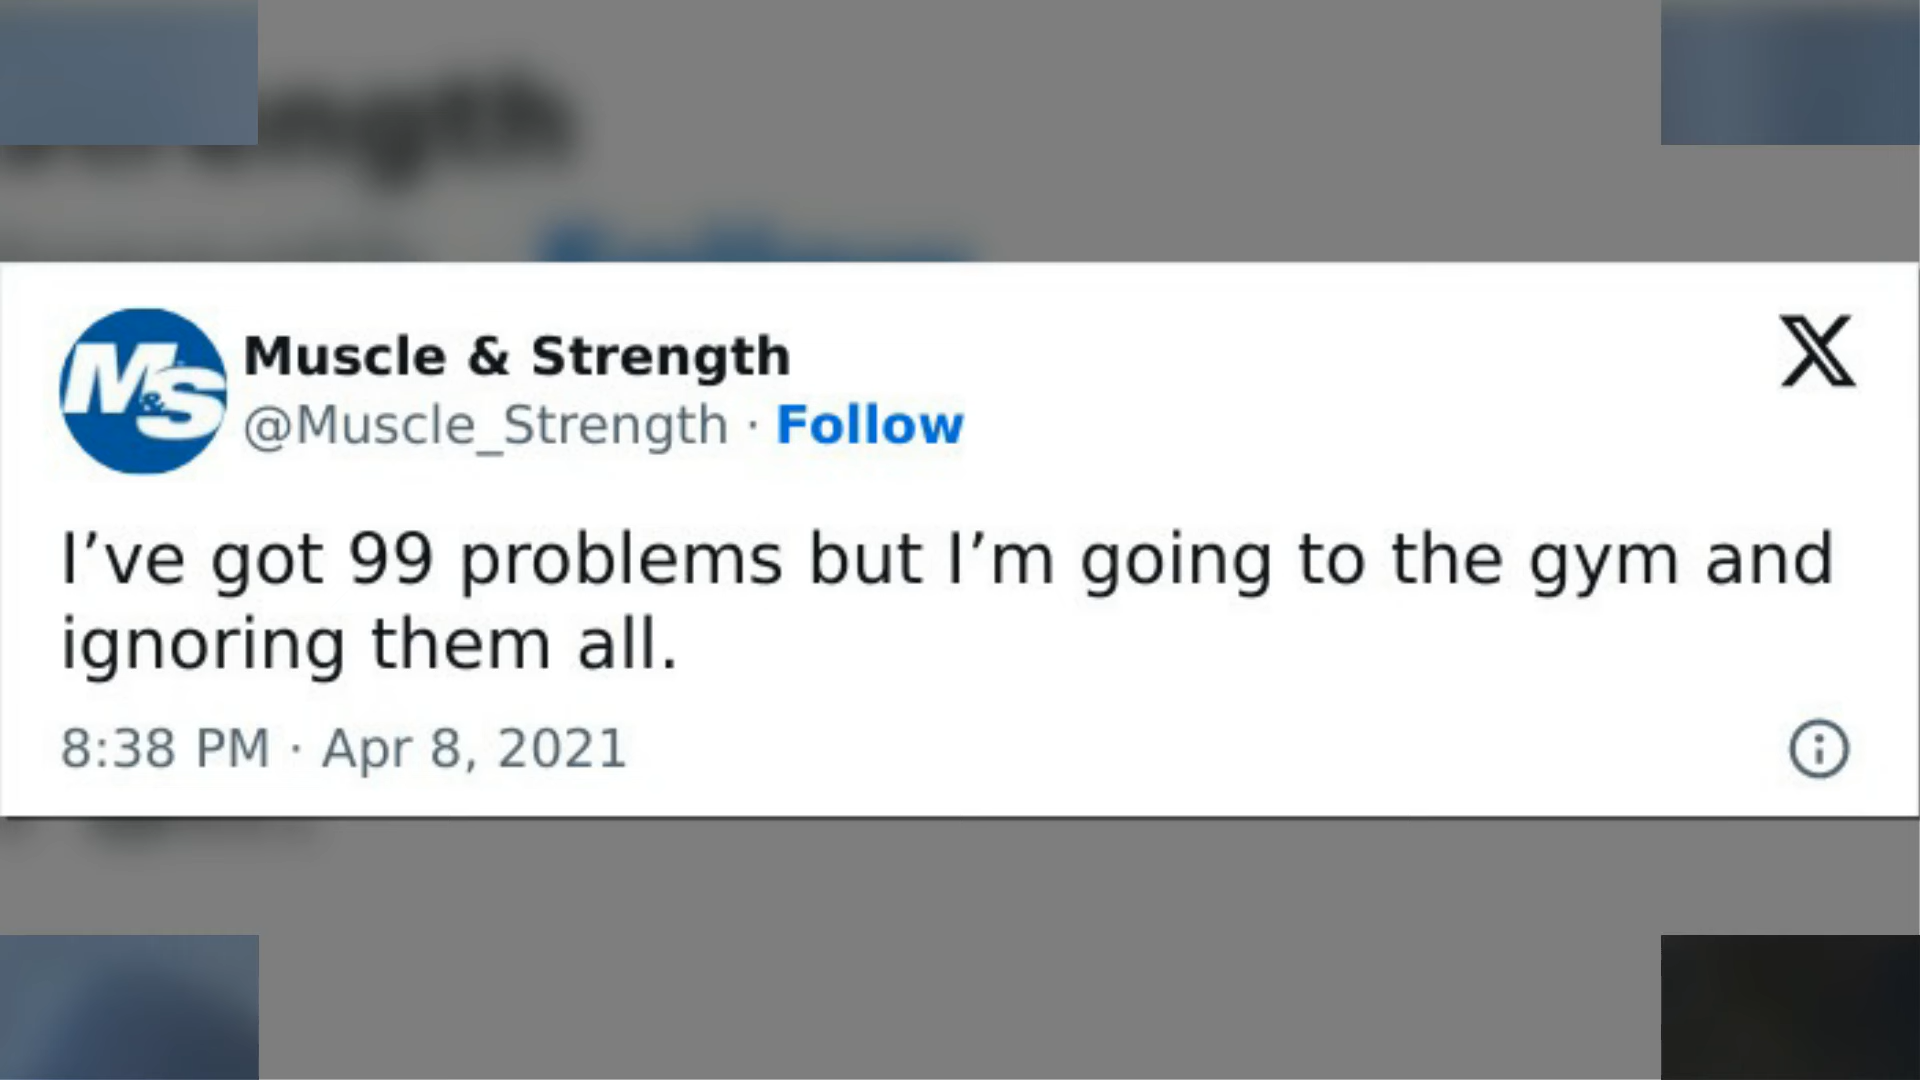 ngth
M&S
Muscle & Strength
@Muscle_Strength · Follow
I’ve got 99 problems but I’m going to the gym and
ignoring them all.
8:38 PM · Apr 8, 2021